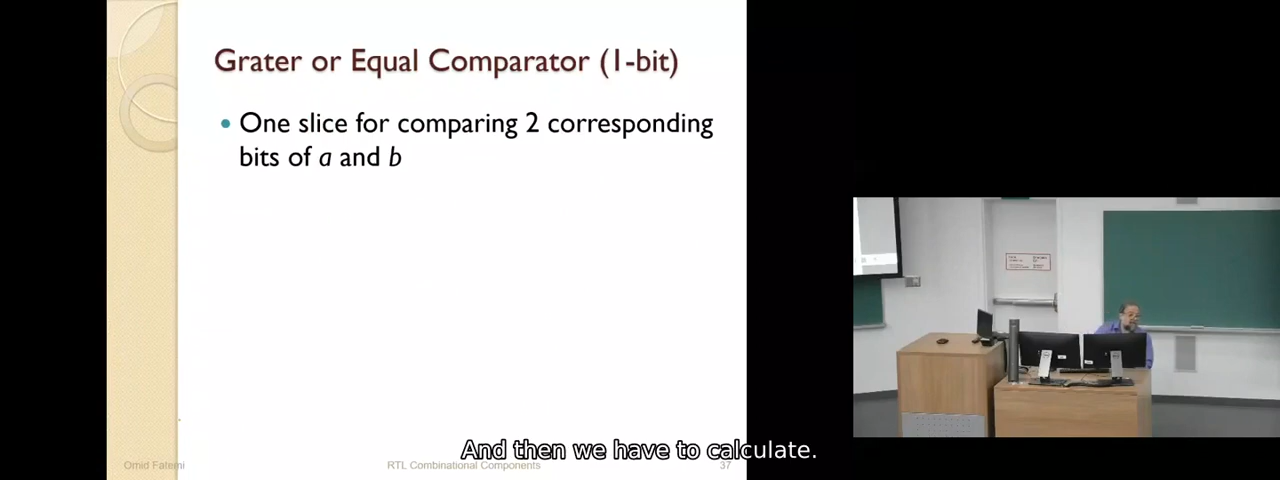 Grater or Equal Comparator (1-bit)
One slice for comparing 2 corresponding
bits of a and b
And then we have to calculate.
Omid Fatemi
RTL Combinational Components
37